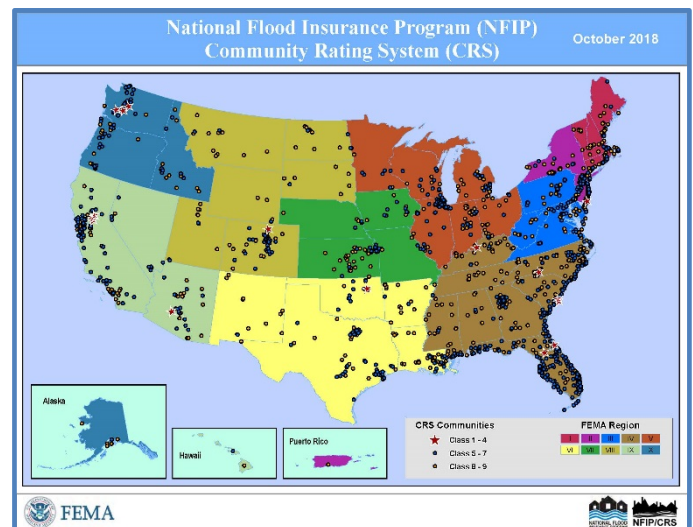 National Flood Insurance Program (NFIP)
Community Rating System (CRS)
October 2018
Alaska
Hawaii
Puerto Rico
CRS Communities
Class 1 - 4
Class 5 - 7
Class 8 - 9
FEMA Region
I II III IV V
VI VII VIII IX X
FEMA
NATIONAL FLOOD
NFIP/CRS